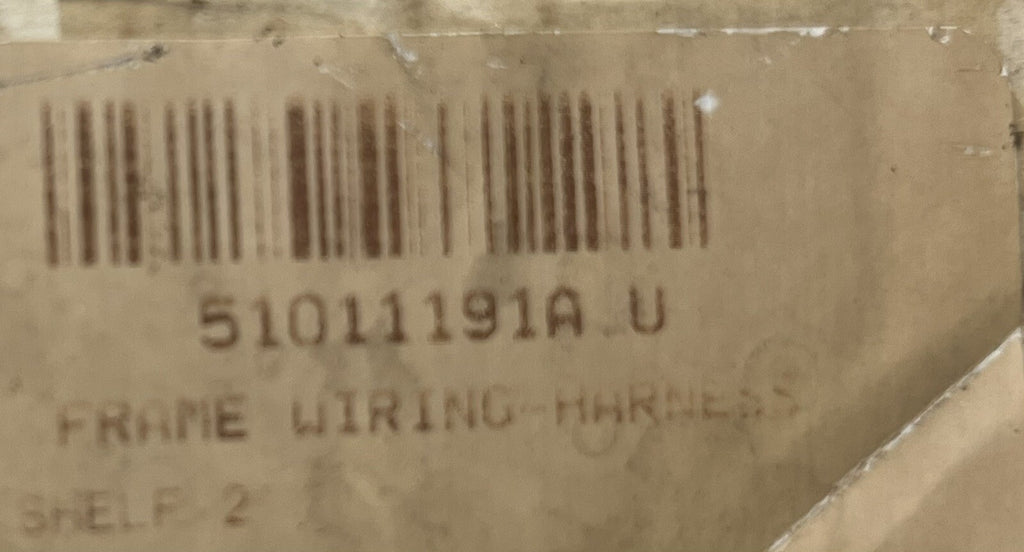 51011191A U
FRAME WIRING-HARNESS
SHELF 2